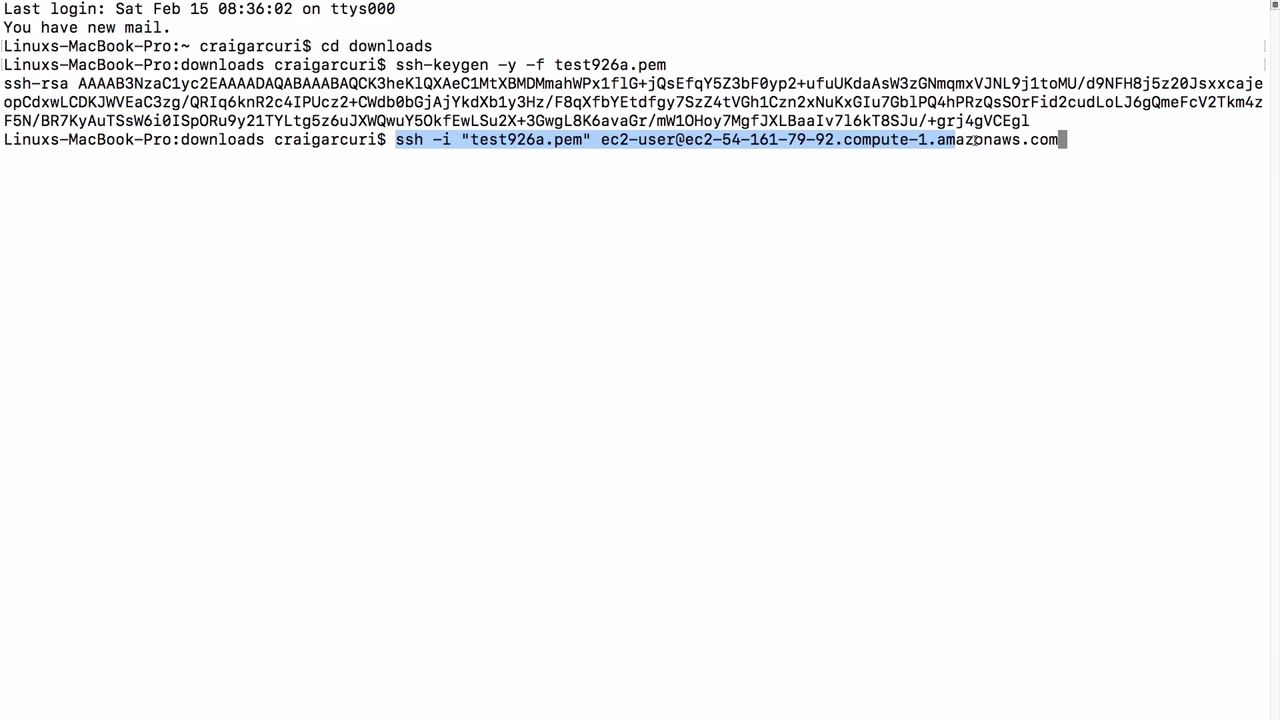 Last login: Sat Feb 15 08:36:02 on ttys000
You have new mail.
Linuxs-MacBook-Pro:~ craigarcuri$ cd downloads
Linuxs-MacBook-Pro:downloads craigarcuri$ ssh-keygen -y -f test926a.pem
ssh-rsa AAAAB3NzaC1yc2EAAAADAQABAAABAQCK3heKlQXAeC1MtXBMDMmahWPx1flG+jQsEfqY5Z3bF0yp2+ufuUKdaAsW3zGNmqmxVJNL9j1toMU/d9NFH8j5z20Jsxxcaje
opCdxwLCDKJWVEaC3zg/QRIq6knR2c4IPUcz2+CWdb0bGjAjYkdXb1y3Hz/F8qXfbYEtdfgy7SzZ4tVGh1Czn2xNuKxGIu7GblPQ4hPRzQsSOrFid2cudLoLJ6gQmeFcV2Tkm4z
F5N/BR7KyAuTSsW6i0ISpORu9y21TYLtg5z6uJXWQwuY5OkfEwLSu2X+3GwgL8K6avaGr/mW1OHoy7MgfJXLBaaIv7l6kT8SJu/+grj4gVCEgl
Linuxs-MacBook-Pro:downloads craigarcuri$ ssh -i "test926a.pem" ec2-user@ec2-54-161-79-92.compute-1.amazonaws.com